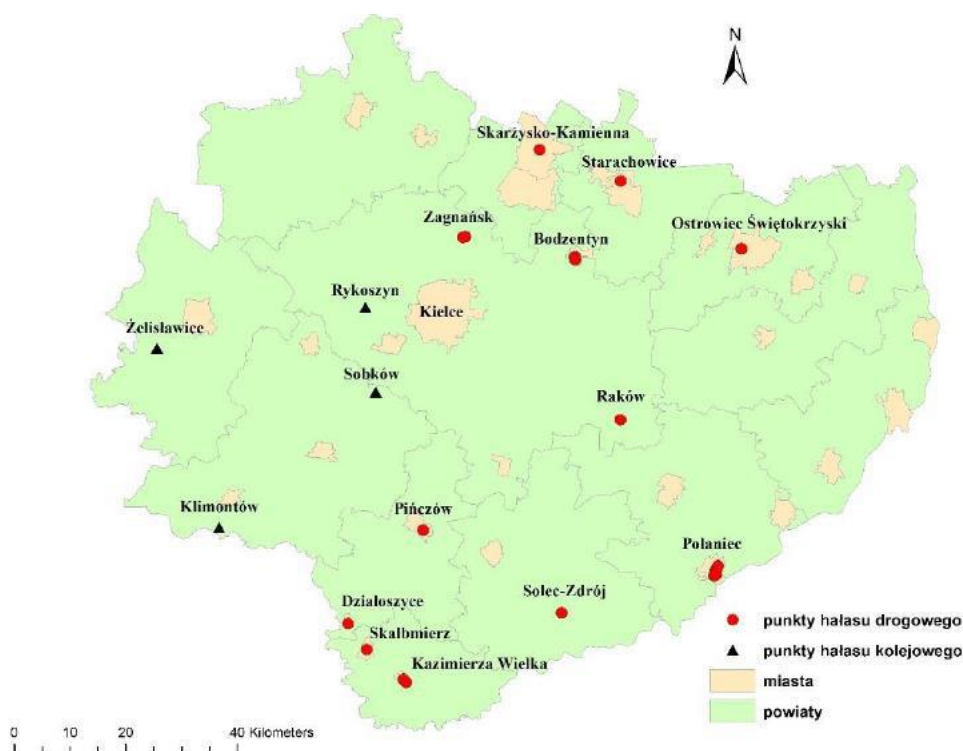 N
Skarżysko-Kamienna
Starachowice
Zagnańsk
Bodzentyn
Ostrowiec Świętokrzyski
Rykoszyn
Kielce
Żelisławice
Sobków
Raków
Klimontów
Pińczów
Połaniec
Działoszyce
Solec-Zdrój
Skalbmierz
Kazimierza Wielka
punkty hałasu drogowego
punkty hałasu kolejowego
miasta
powiaty
0 10 20 40 Kilometers